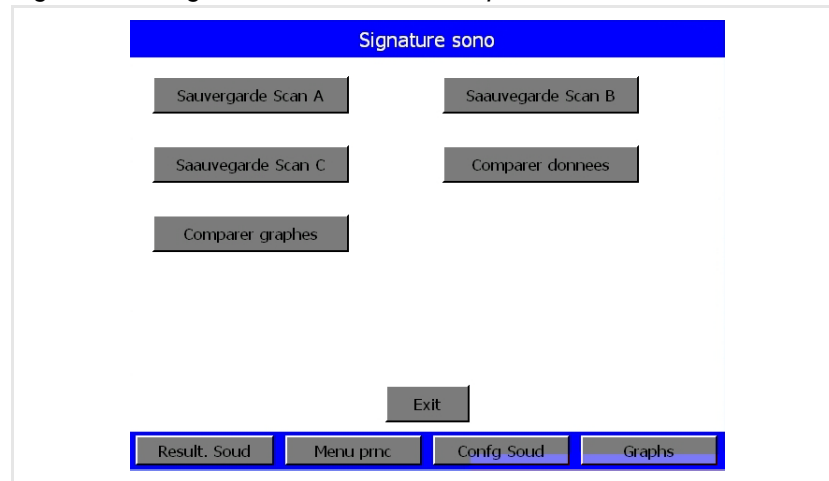 Signature sono
Sauvergarde Scan A
Saauvegarde Scan B
Saauvegarde Scan C
Comparer donnees
Comparer graphes
Exit
Result. Soud
Menu prnc
Confg Soud
Graphs